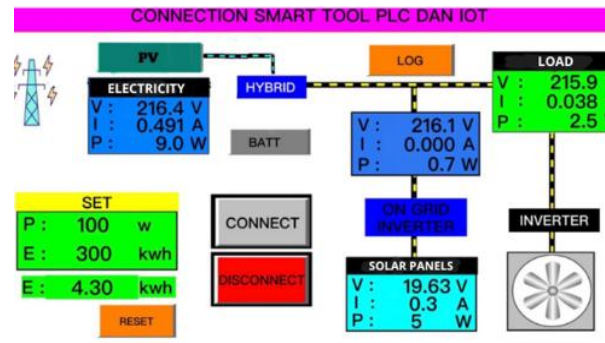 CONNECTION SMART TOOL PLC DAN IOT
PV
LOG
LOAD
ELECTRICITY
V : 216.4 V
I : 0.491 A
P : 9.0 W
HYBRID
V : 215.9
I : 0.038
P : 2.5
BATT
V : 216.1 V
I : 0.000 A
P : 0.7 W
SET
P : 100 w
E : 300 kwh
E : 4.30 kwh
RESET
CONNECT
DISCONNECT
ON GRID
INVERTER
INVERTER
SOLAR PANELS
V : 19.63 V
I : 0.3 A
P : 5 W